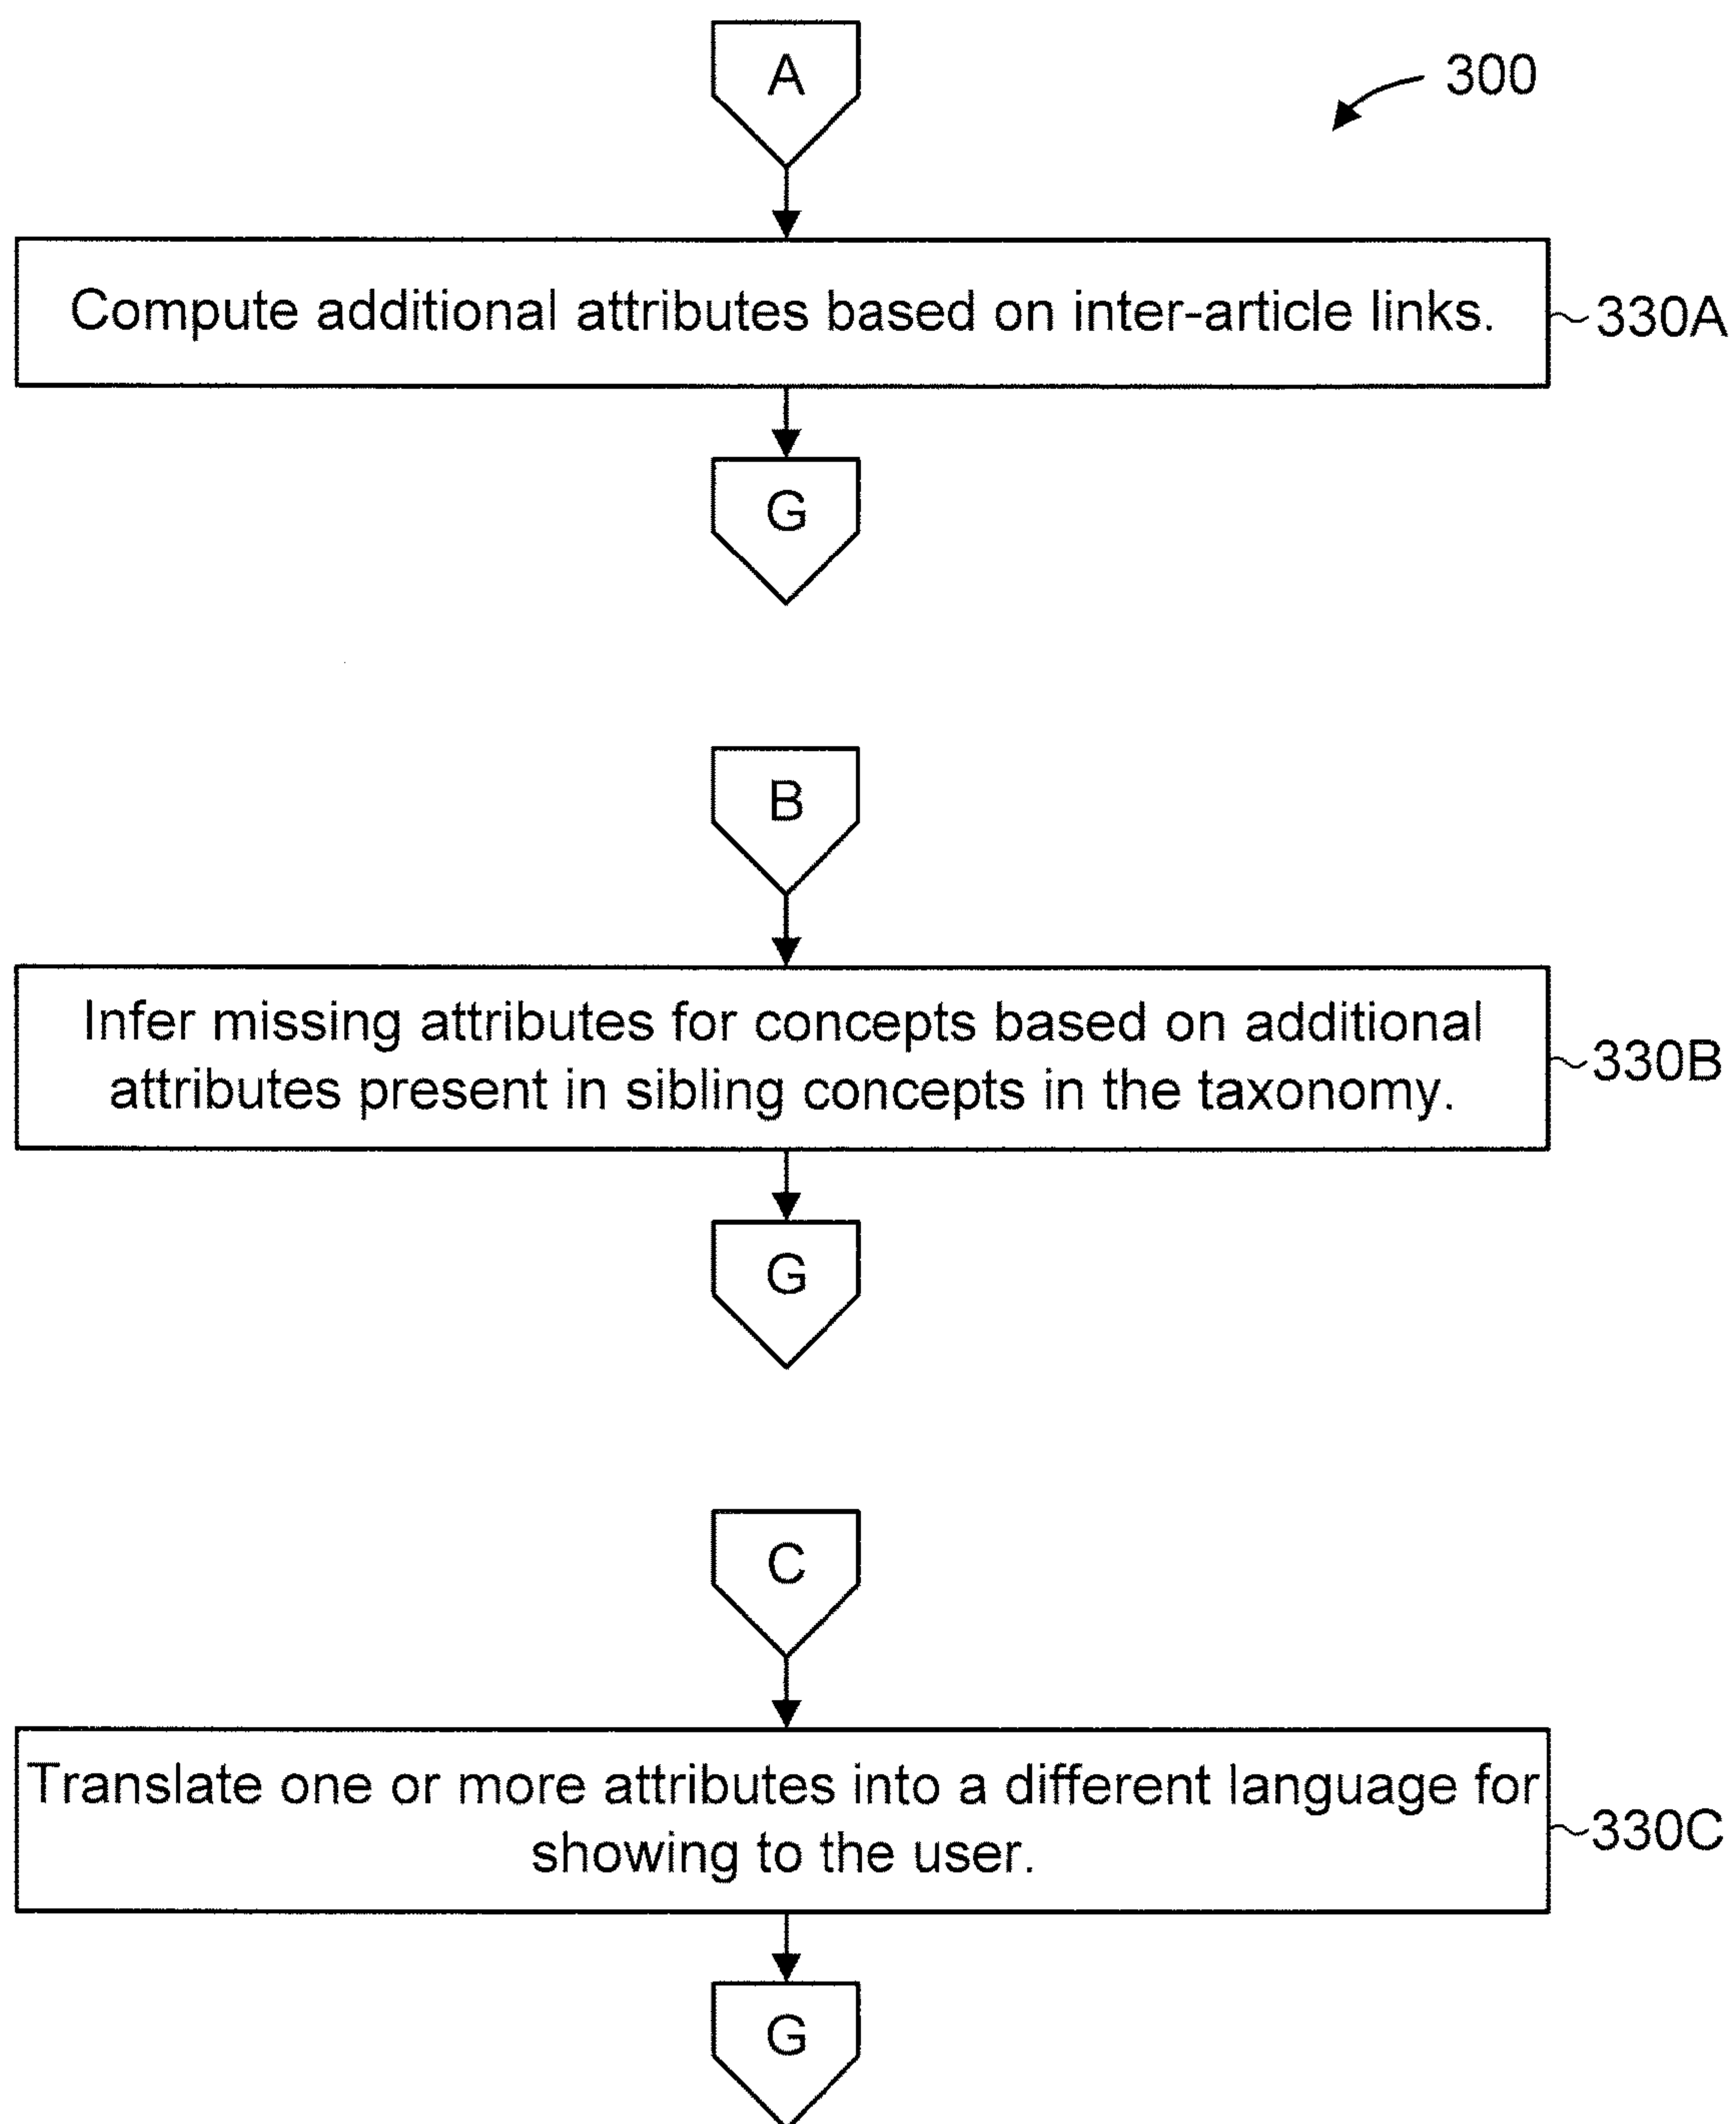 A
300
Compute additional attributes based on inter-article links.
330A
G
B
Infer missing attributes for concepts based on additional
attributes present in sibling concepts in the taxonomy.
330B
G
C
Translate one or more attributes into a different language for
showing to the user.
330C
G